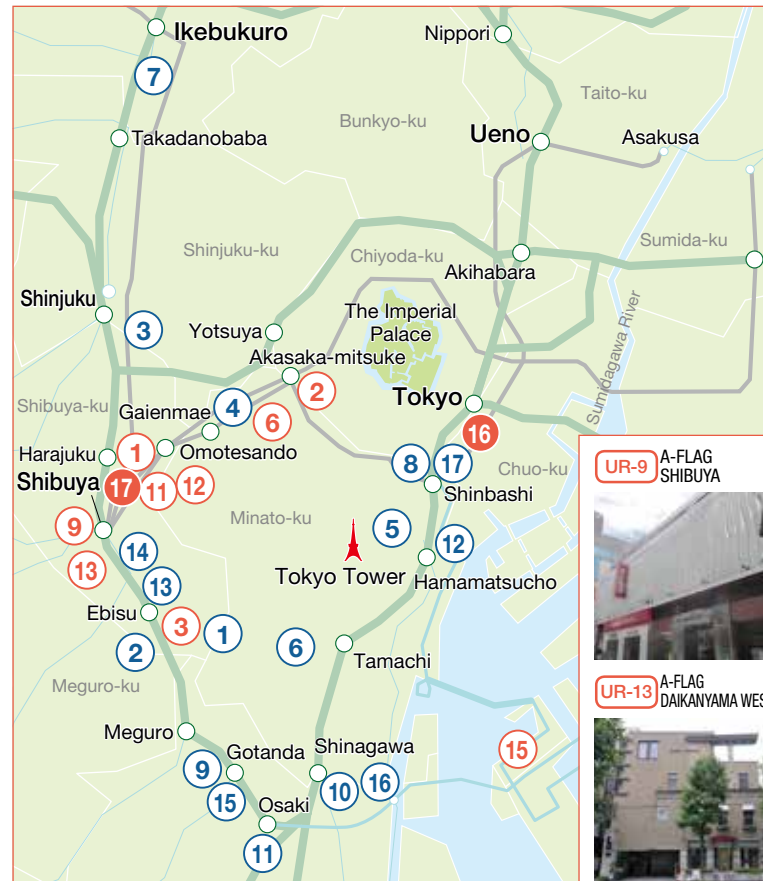 Ikebukuro
Nippori
7
Taito-ku
Bunkyo-ku
Takadanobaba
Ueno
Asakusa
Shinjuku-ku
Chiyoda-ku
Sumida-ku
Akihabara
Shinjuku
3
Yotsuya
The Imperial
Palace
Sumidagawa River
Akasaka-mitsuke
2
Shibuya-ku
Gaienmae
4
6
Tokyo
16
Harajuku
1
Omotesando
8
17
Chuo-ku
Shibuya
17
11
12
Shinbashi
UR-9
A-FLAG
SHIBUYA
9
Minato-ku
5
12
14
13
13
Tokyo Tower
Hamamatsucho
Ebisu
3
1
2
6
Tamachi
Meguro-ku
UR-13
A-FLAG
DAIKANYAMA WES
Meguro
15
9
Gotanda
Shinagawa
15
10
16
Osaki
11